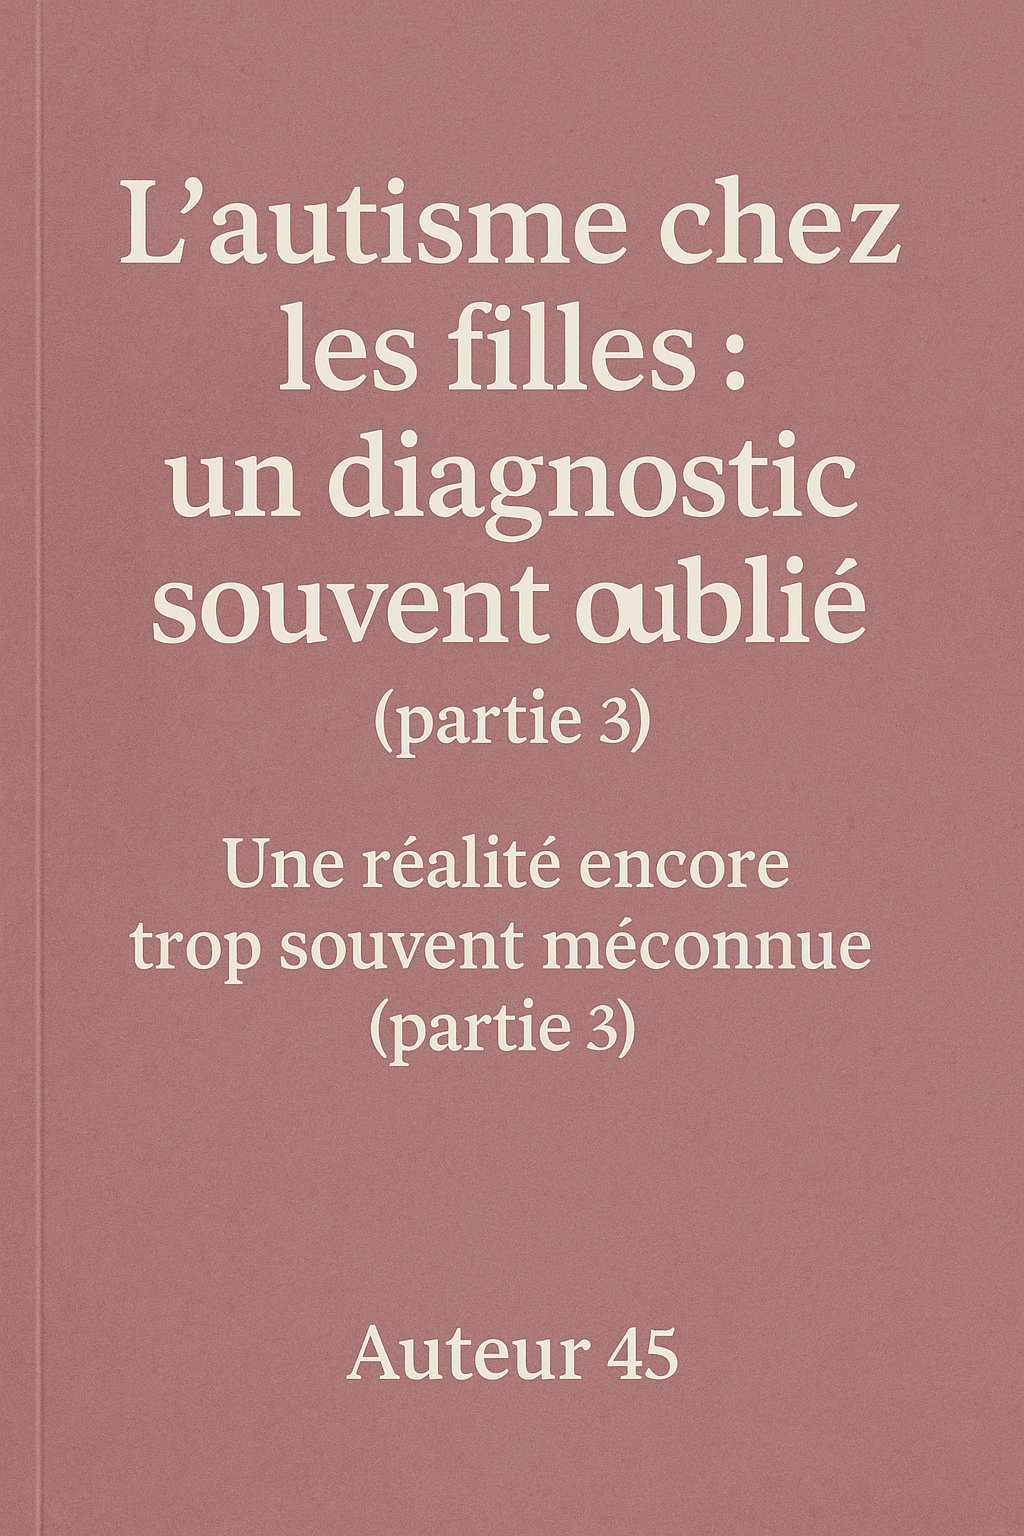 L’autisme chez
les filles :
un diagnostic
souvent oublié
(partie 3)
Une réalité encore
trop souvent méconnue
(partie 3)
Auteur 45